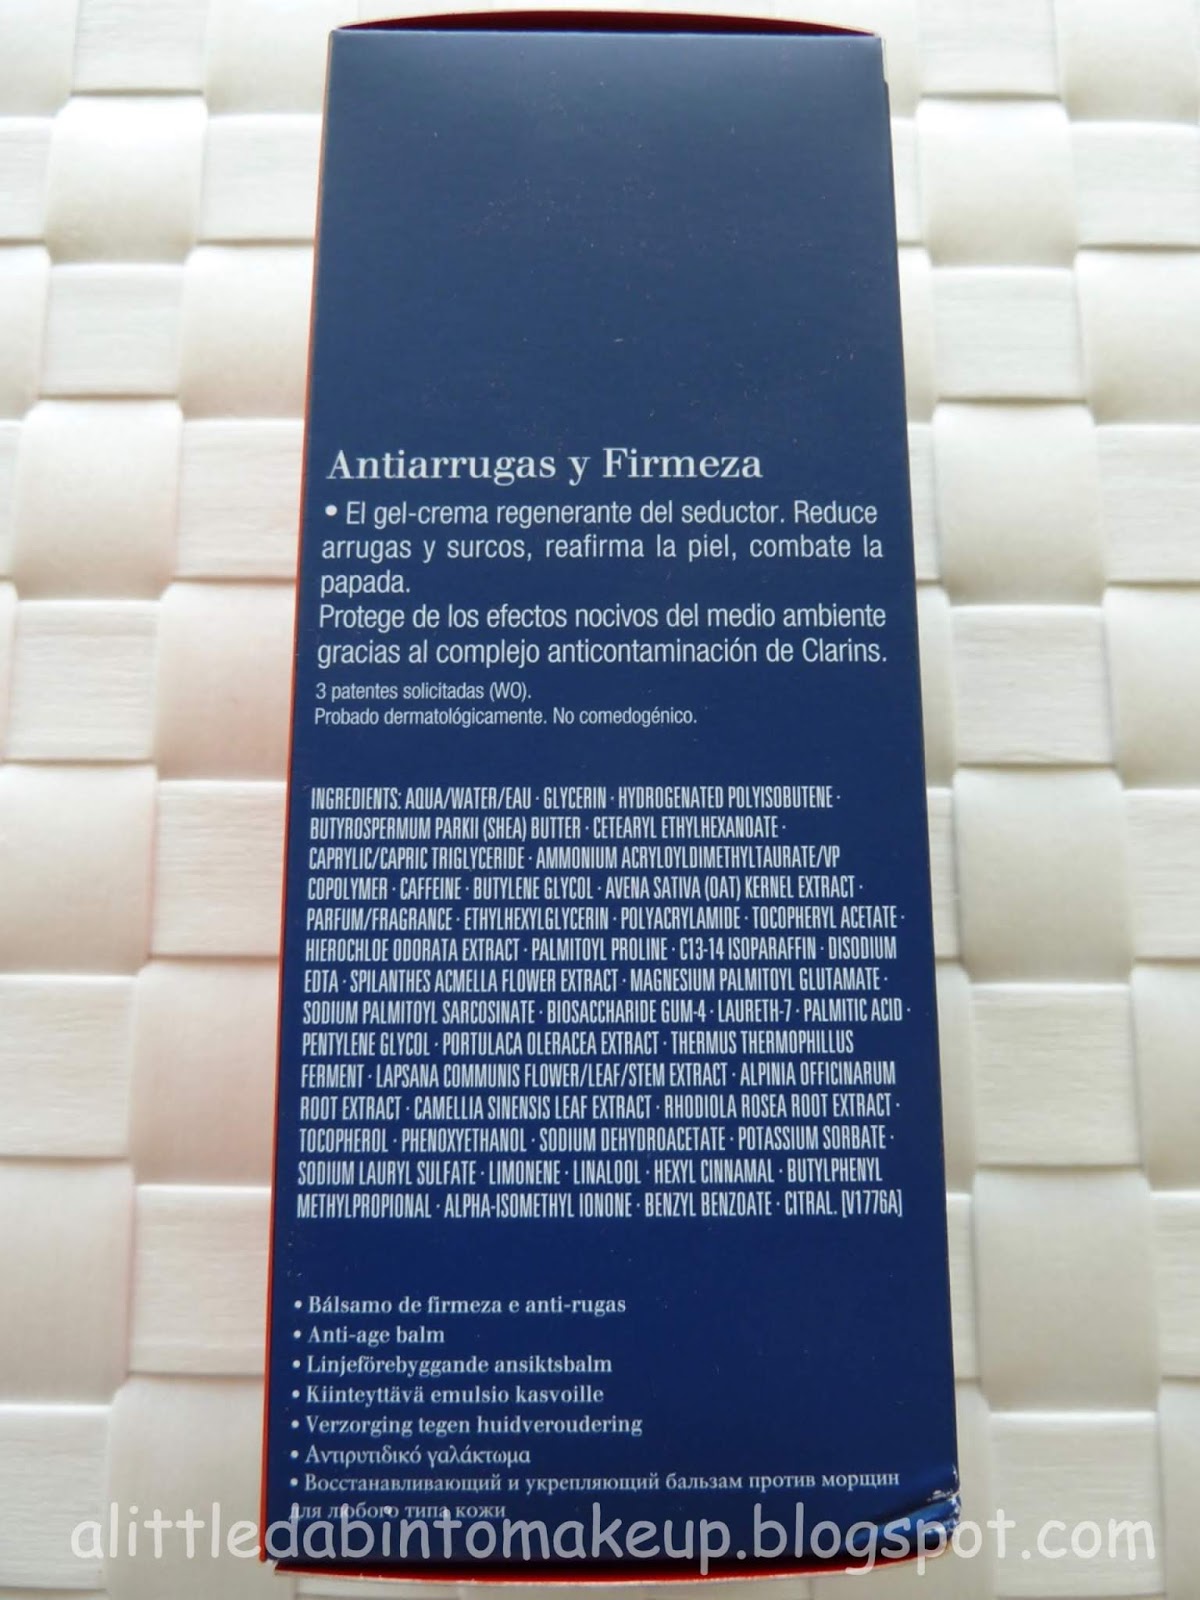 Antiarrugas y Firmeza
• El gel-crema regenerante del seductor. Reduce
arrugas y surcos, reafirma la piel, combate la
papada.
Protege de los efectos nocivos del medio ambiente
gracias al complejo anticontaminación de Clarins.
3 patentes solicitadas (WO).
Probado dermatológicamente. No comedogénico.
INGREDIENTS: AQUA/WATER/EAU · GLYCERIN · HYDROGENATED POLYISOBUTENE ·
BUTYROSPERMUM PARKII (SHEA) BUTTER · CETEARYL ETHYLHEXANOATE ·
CAPRYLIC/CAPRIC TRIGLYCERIDE · AMMONIUM ACRYLOYLDIMETHYLTAURATE/VP
COPOLYMER · CAFFEINE · BUTYLENE GLYCOL · AVENA SATIVA (OAT) KERNEL EXTRACT ·
PARFUM/FRAGRANCE · ETHYLHEXYLGLYCERIN · POLYACRYLAMIDE · TOCOPHERYL ACETATE ·
HIEROCHLOE ODORATA EXTRACT · PALMITOYL PROLINE · C13-14 ISOPARAFFIN · DISODIUM
EDTA · SPILANTHES ACMELLA FLOWER EXTRACT · MAGNESIUM PALMITOYL GLUTAMATE ·
SODIUM PALMITOYL SARCOSINATE · BIOSACCHARIDE GUM-4 · LAURETH-7 · PALMITIC ACID ·
PENTYLENE GLYCOL · PORTULACA OLERACEA EXTRACT · THERMUS THERMOPHILLUS
FERMENT · LAPSANA COMMUNIS FLOWER/LEAF/STEM EXTRACT · ALPINIA OFFICINARUM
ROOT EXTRACT · CAMELLIA SINENSIS LEAF EXTRACT · RHODIOLA ROSEA ROOT EXTRACT ·
TOCOPHEROL · PHENOXYETHANOL · SODIUM DEHYDROACETATE · POTASSIUM SORBATE ·
SODIUM LAURYL SULFATE · LIMONENE · LINALOOL · HEXYL CINNAMAL · BUTYLPHENYL
METHYLPROPIONAL · ALPHA-ISOMETHYL IONONE · BENZYL BENZOATE · CITRAL. [V1776A]
• Bálsamo de firmeza e anti-rugas
• Anti-age balm
• Linjeförebyggande ansiktsbalm
• Kiinteyttävä emulsio kasvoille
• Verzorging tegen huidveroudering
• Αντιρυτιδικό γαλάκτωμα
• Восстанавливающий и укрепляющий бальзам против морщин
для любого типа кожи
alittledabintomakeup.blogspot.com